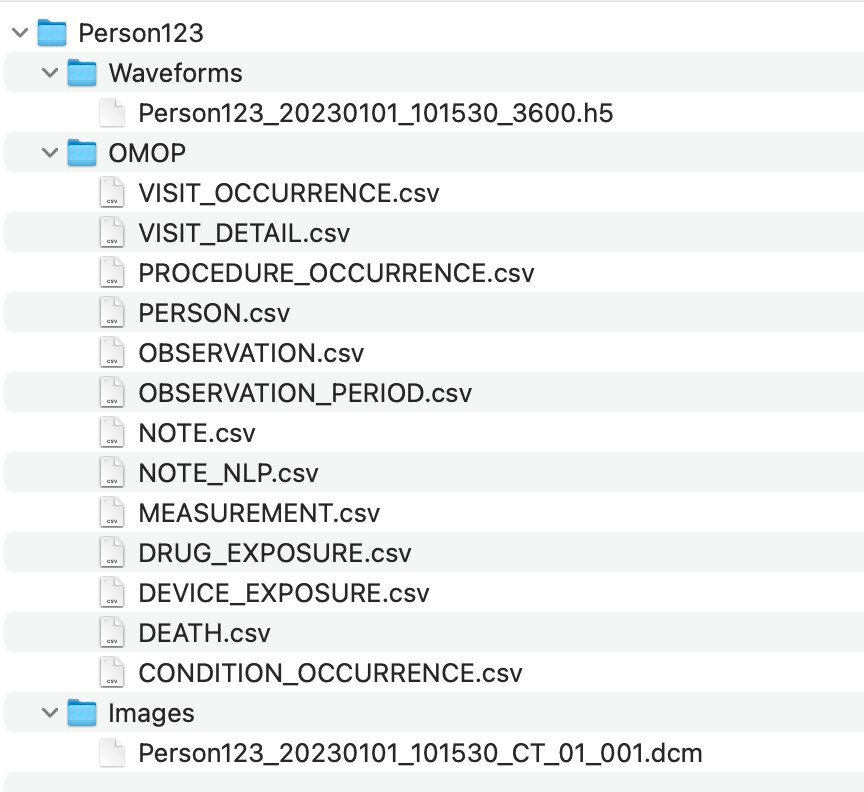 Person123
Waveforms
Person123_20230101_101530_3600.h5
OMOP
csv VISIT_OCCURRENCE.csv
csv VISIT_DETAIL.csv
csv PROCEDURE_OCCURRENCE.csv
csv PERSON.csv
csv OBSERVATION.csv
csv OBSERVATION_PERIOD.csv
csv NOTE.csv
csv NOTE_NLP.csv
csv MEASUREMENT.csv
csv DRUG_EXPOSURE.csv
csv DEVICE_EXPOSURE.csv
csv DEATH.csv
csv CONDITION_OCCURRENCE.csv
Images
Person123_20230101_101530_CT_01_001.dcm